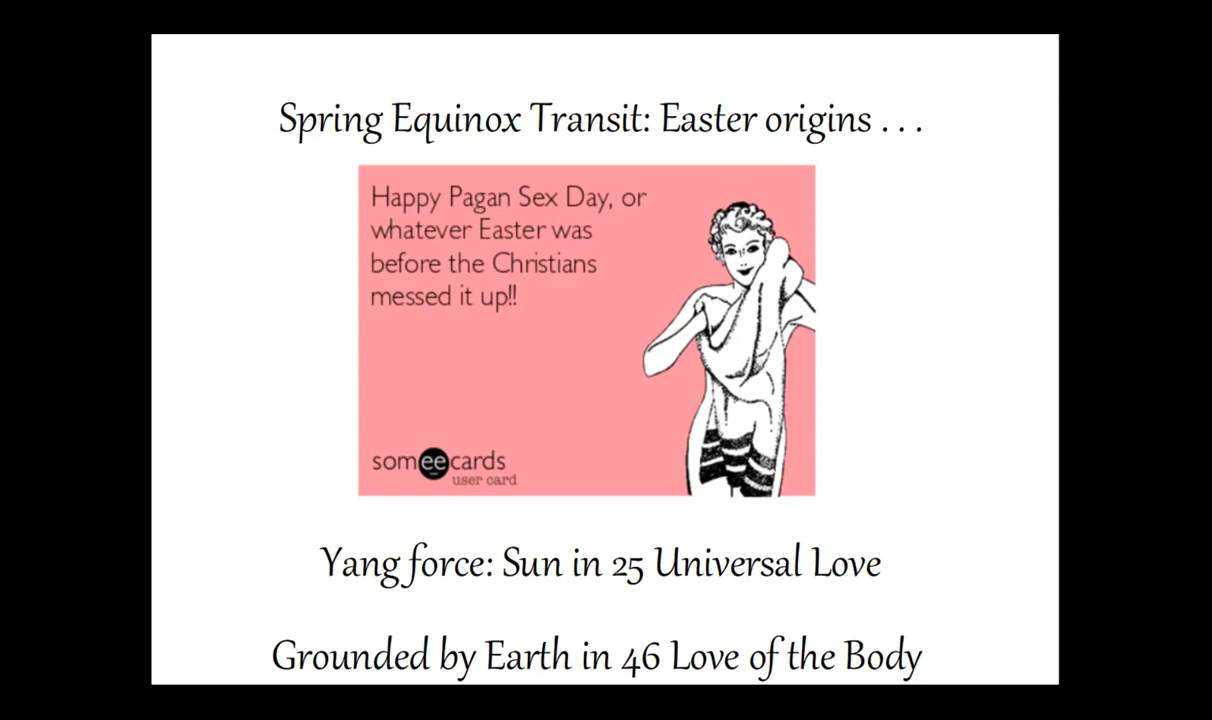 Spring Equinox Transit: Easter origins . . .
Happy Pagan Sex Day, or
whatever Easter was
before the Christians
messed it up!!
someecards
user card
Yang force: Sun in 25 Universal Love
Grounded by Earth in 46 Love of the Body